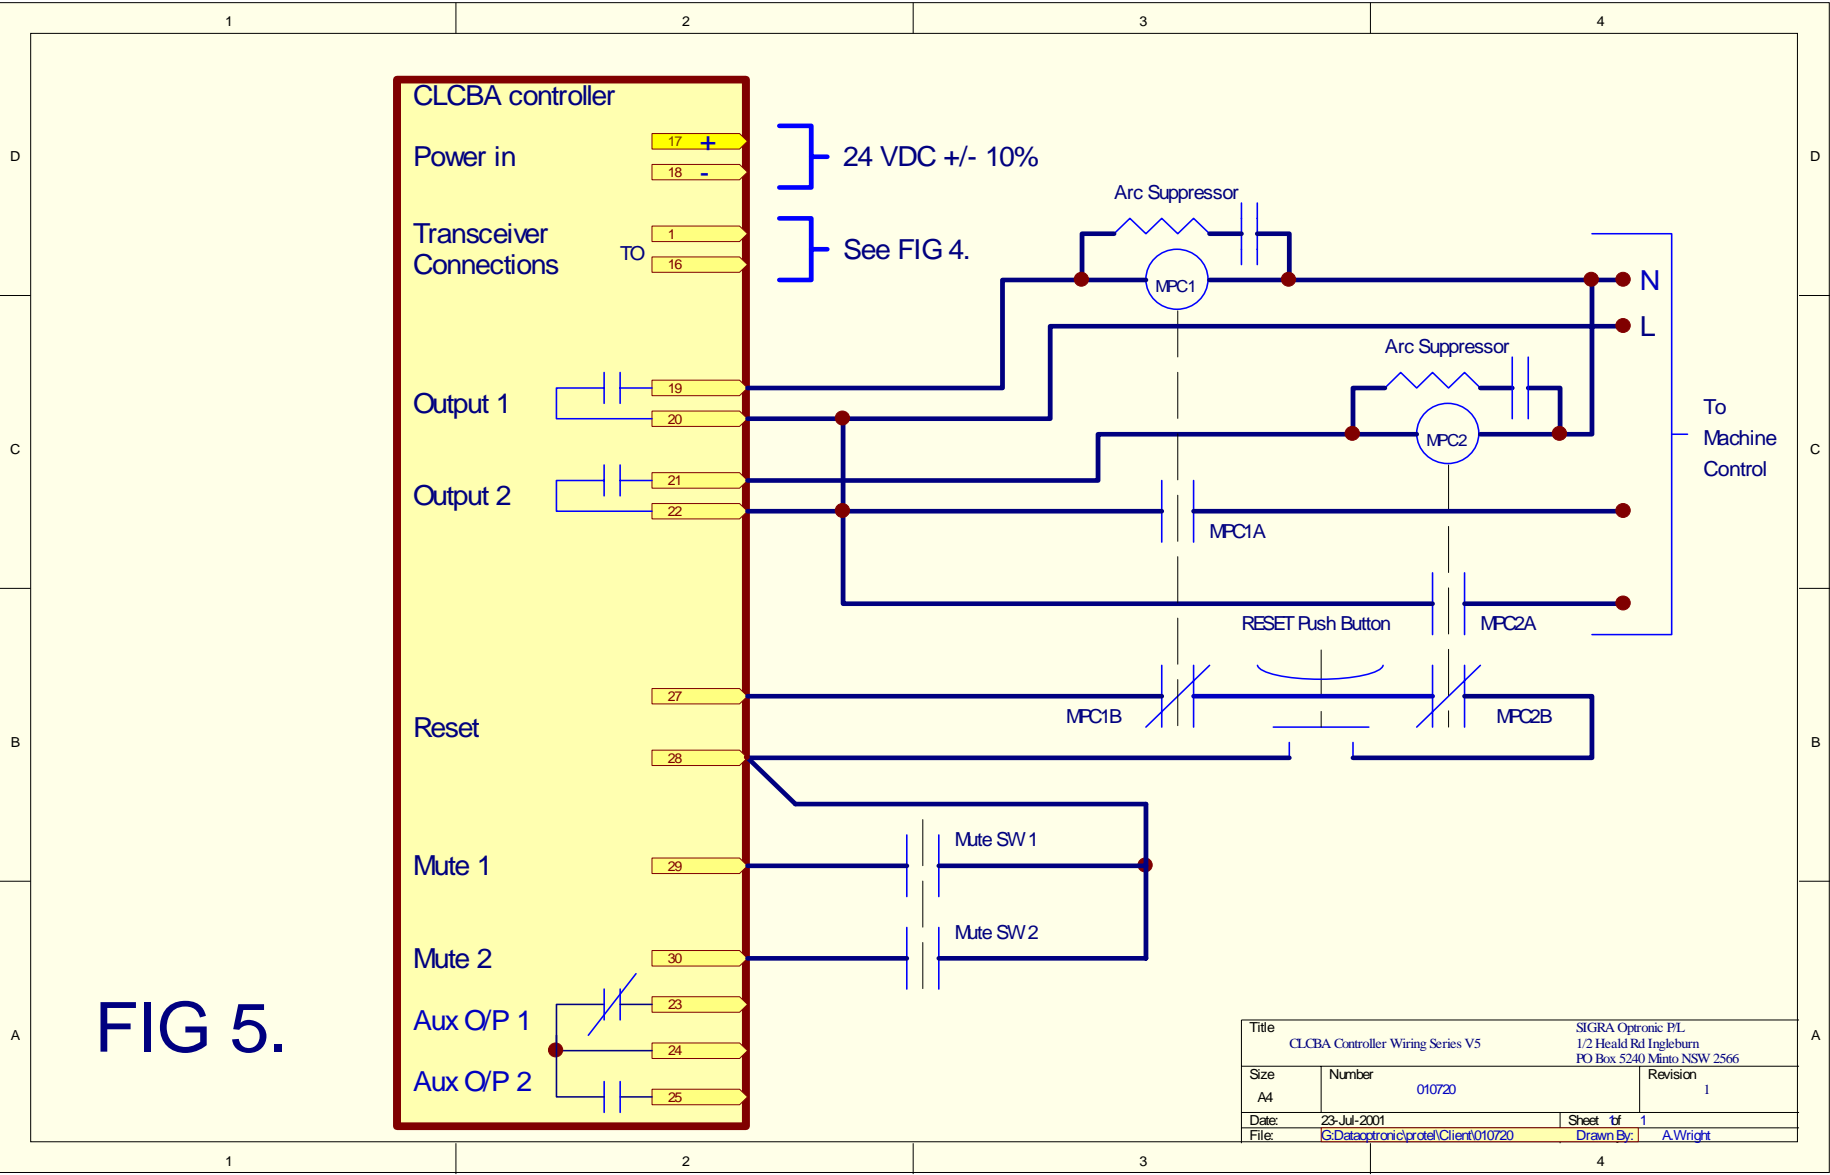 1 2 3 4
D D
CLCBA controller
Power in
17 +
18 -
24 VDC +/- 10%
Transceiver
Connections
TO
1
16
See FIG 4.
Arc Suppressor
MPC1
N
L
Arc Suppressor
MPC2
To
Machine
Control
C C
Output 1
19
20
Output 2
21
22
MPC1A
MPC2A
RESET Push Button
MPC1B
MPC2B
B B
Reset
27
28
Mute 1
29
Mute SW 1
Mute 2
30
Mute SW 2
Aux O/P 1
23
24
Aux O/P 2
25
A A
FIG 5.
Title
CLCBA Controller Wiring Series V5
SIGRA Optronic P/L
1/2 Heald Rd Ingleburn
PO Box 5240 Minto NSW 2566
Size
A4
Number
010720
Revision
1
Date: 23-Jul-2001 Sheet 1 of 1
File: G:Dataoptronic\protel\Client\010720 Drawn By: A.Wright
1 2 3 4